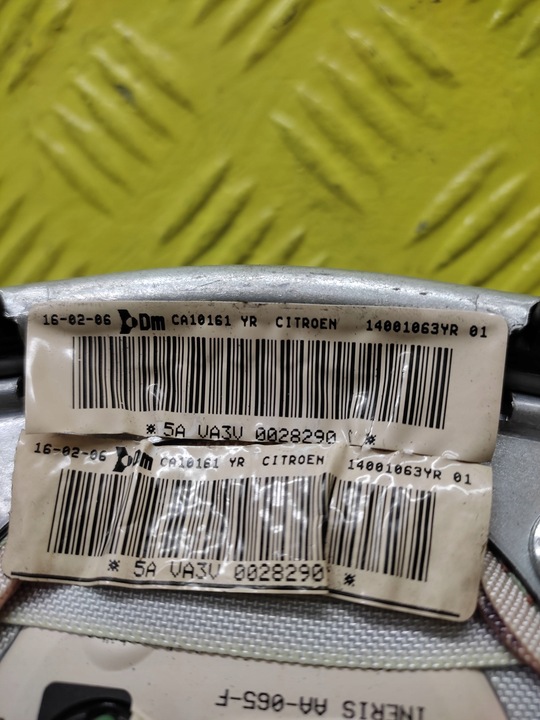 16-02-06 Dm CA10161 YR CITROEN 14001063YR 01
* 5A VA3V 0028290 L *
16-02-06 Dm CA10161 YR CITROEN 14001063YR 01
* 5A VA3V 0028290 *
INERIS AA-065-F